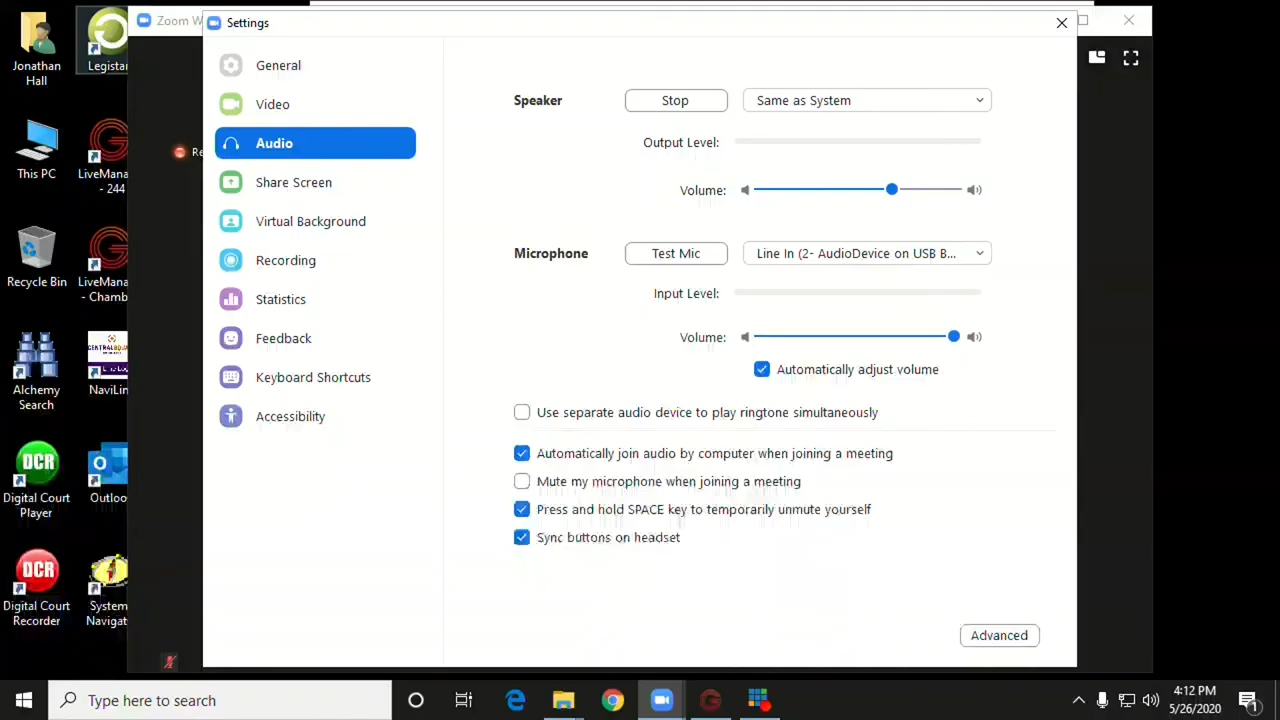 Jonathan
Hall
Legistar
This PC
LiveMana
- 244
Recycle Bin
LiveMana
- Chamb
Alchemy
Search
NaviLin
Digital Court
Player
Outloo
Digital Court
Recorder
System
Navigat
Zoom W
Re
Settings
General
Video
Audio
Share Screen
Virtual Background
Recording
Statistics
Feedback
Keyboard Shortcuts
Accessibility
Speaker
Stop
Same as System
Output Level:
Volume:
Microphone
Test Mic
Line In (2- AudioDevice on USB B...
Input Level:
Volume:
Automatically adjust volume
Use separate audio device to play ringtone simultaneously
Automatically join audio by computer when joining a meeting
Mute my microphone when joining a meeting
Press and hold SPACE key to temporarily unmute yourself
Sync buttons on headset
Advanced
DCR
DCR
Type here to search
4:12 PM
5/26/2020
1